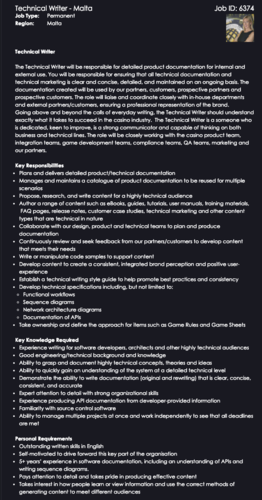 Technical Writer - Malta
Job ID: 6374
Job Type: Permanent
Region: Malta
Technical Writer
The Technical Writer will be responsible for detailed product documentation for internal and
external use. You will be responsible for ensuring that all technical documentation and
technical marketing is clear and concise, detailed, and maintained on an ongoing basis. The
documentation created will be used by our partners, customers, prospective partners and
prospective customers. The role will liaise and coordinate closely with in-house departments
and external partners/customers, ensuring a professional representation of the brand.
Going above and beyond the calls of everyday writing, the Technical Writer should understand
exactly what it takes to succeed in the casino industry. The Technical Writer is a someone who
is dedicated, keen to improve, is a strong communicator and capable of thinking on both
business and technical lines. The role will be closely working with the casino product team,
integration teams, game development teams, compliance teams, QA teams, marketing and
our partners.
Key Responsibilities
• Plans and delivers detailed product/technical documentation
• Manages and maintains a catalogue of product documentation to be reused for multiple
scenarios
• Propose, research, and write content for a highly technical audience
• Author a range of content such as eBooks, guides, tutorials, user manuals, training materials,
FAQ pages, release notes, customer case studies, technical marketing and other content
types that are technical in nature
• Collaborate with our design, product and technical teams to plan and produce
documentation
• Continuously review and seek feedback from our partners/customers to develop content
that meets their needs
• Write or manipulate code samples to support content
• Develop content to create a consistent, integrated brand perception and positive user-
experience
• Establish a technical writing style guide to help promote best practices and consistency
• Develop technical specifications including, but not limited to:
○ Functional workflows
○ Sequence diagrams
○ Network architecture diagrams
○ Documentation of APIs
• Take ownership and define the approach for items such as Game Rules and Game Sheets
Key Knowledge Required
• Experience writing for software developers, architects and other highly technical audiences
• Good engineering/technical background and knowledge
• Ability to grasp and document highly technical concepts, theories and ideas
• Ability to quickly gain an understanding of the system at a detailed technical level
• Demonstrate the ability to write documentation (original and rewriting) that is clear, concise,
consistent, and accurate
• Expert attention to detail with strong organizational skills
• Experience producing API documentation from developer-provided information
• Familiarity with source control software
• Ability to manage multiple projects at once and work independently to see that all deadlines
are met
Personal Requirements
• Outstanding written skills in English
• Self-motivated to drive forward this key part of the organisation
• 5+ years' experience in software documentation, including an understanding of APIs and
writing sequence diagrams.
• Pays attention to detail and takes pride in producing effective content
• Takes interest in how people learn or view information and use the correct methods of
generating content to meet different audiences